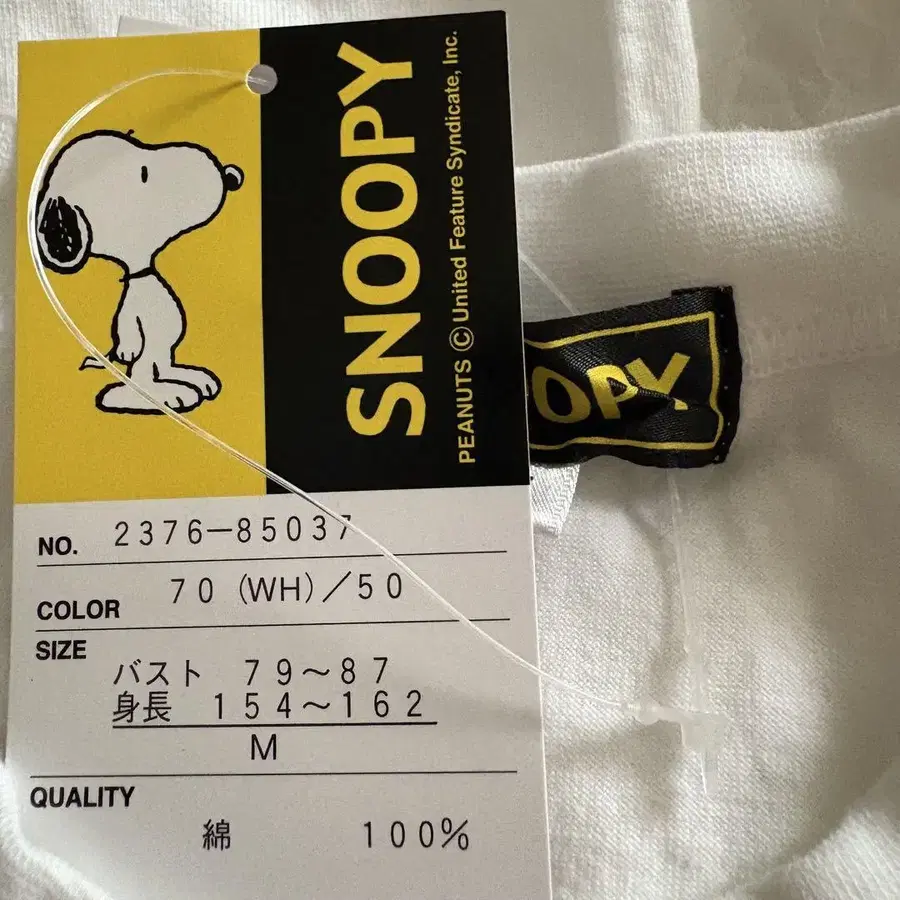 SNOOPY
PEANUTS © United Feature Syndicate, Inc.
OPY
NO. 2376-85037
COLOR 70 (WH)/50
SIZE
バスト 79~87
身長 154~162
M
QUALITY
綿 100%